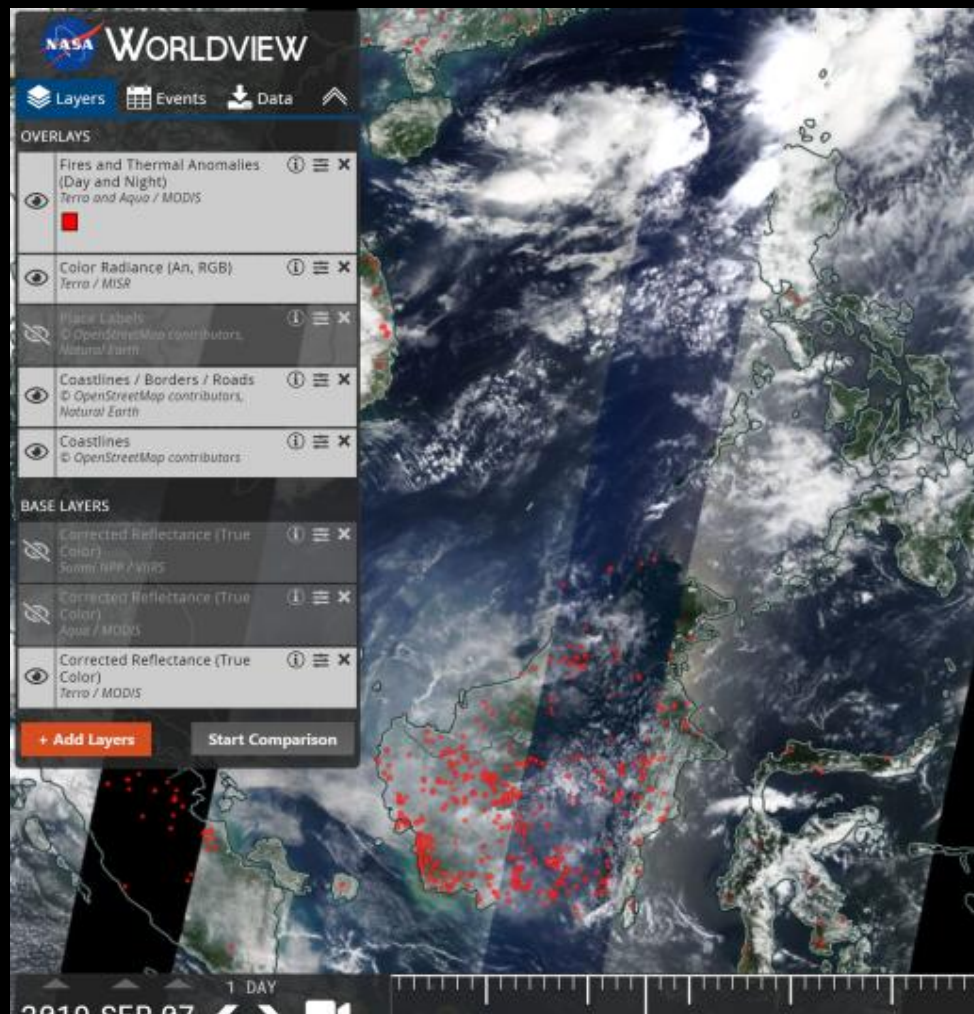 NASA WORLDVIEW
Layers Events Data
OVERLAYS
Fires and Thermal Anomalies
(Day and Night)
Terra and Aqua / MODIS
Color Radiance (An, RGB)
Terra / MISR
Place Labels
© OpenStreetMap contributors,
Natural Earth
Coastlines / Borders / Roads
© OpenStreetMap contributors,
Natural Earth
Coastlines
© OpenStreetMap contributors
BASE LAYERS
Corrected Reflectance (True
Color)
Suomi NPP / VIIRS
Corrected Reflectance (True
Color)
Aqua / MODIS
Corrected Reflectance (True
Color)
Terra / MODIS
+ Add Layers Start Comparison
1 DAY
2019 SEP 07